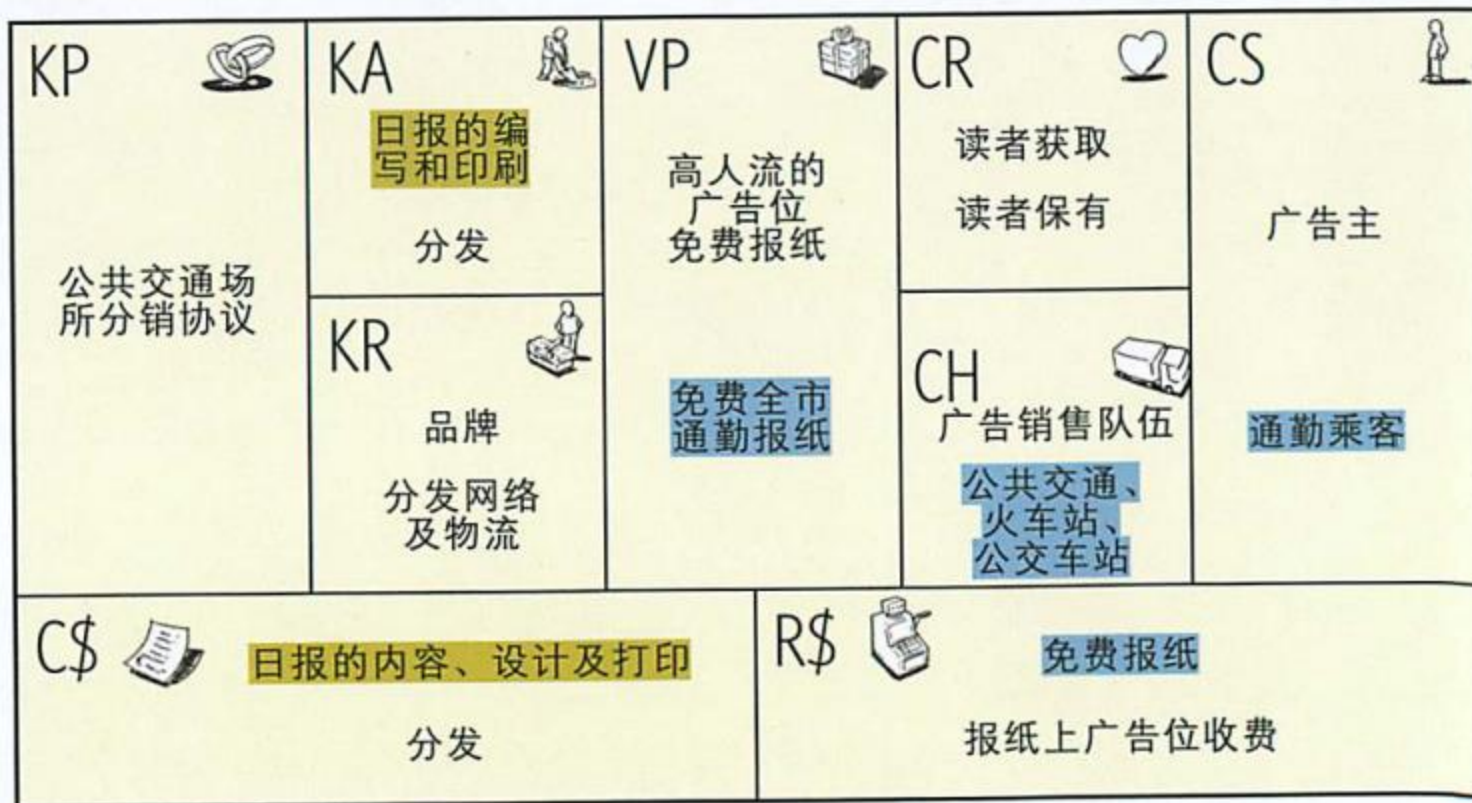 KP
公共交通场
所分销协议
KA
日报的编
写和印刷
分发
KR
品牌
分发网络
及物流
VP
高人流的
广告位
免费报纸
免费全市
通勤报纸
CR
读者获取
读者保有
CH
广告销售队伍
公共交通、
火车站、
公交车站
CS
广告主
通勤乘客
C$
日报的内容、设计及打印
分发
R$
免费报纸
报纸上广告位收费